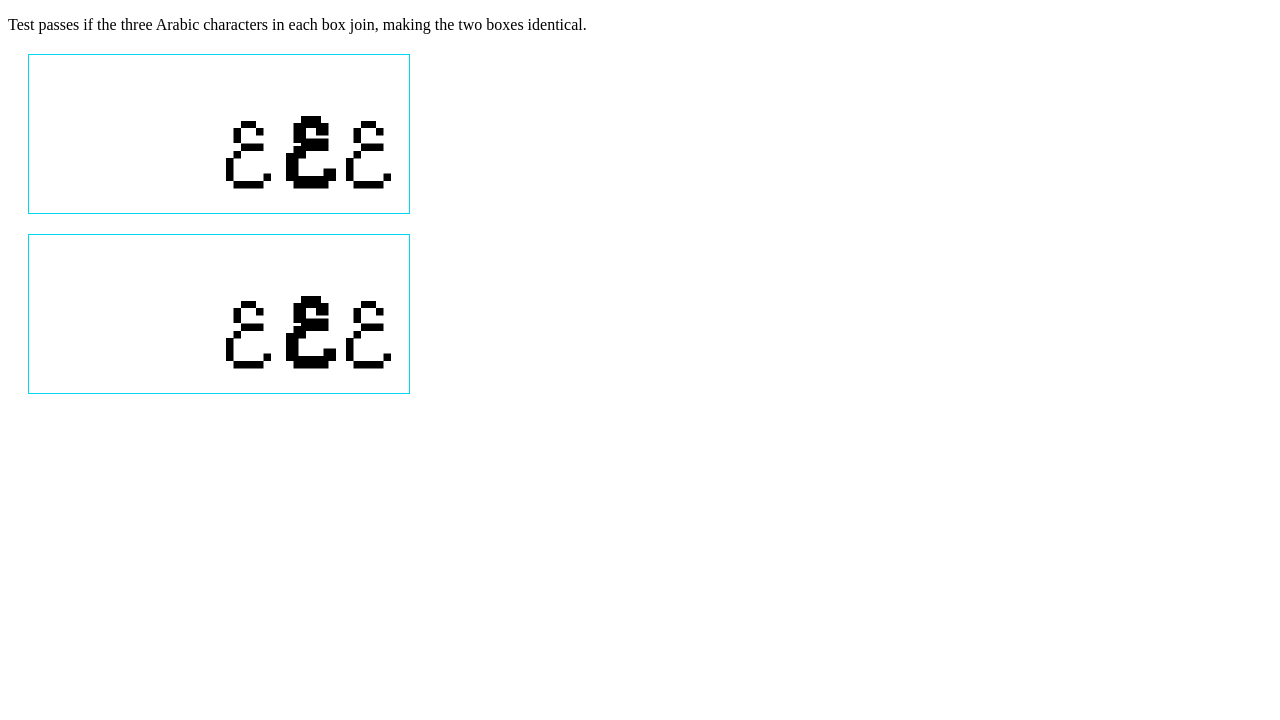 Test passes if the three Arabic characters in each box join, making the two boxes identical.
ع ع ع
ع ع ع